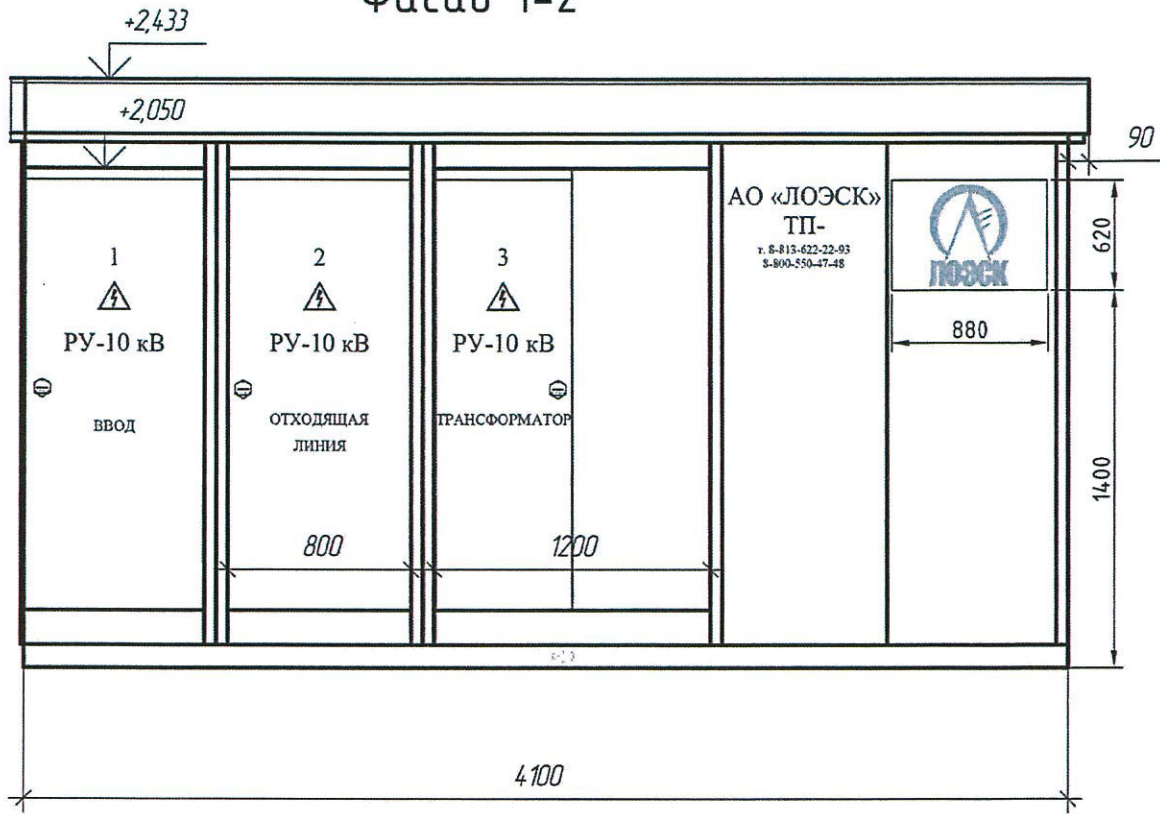 Фасад 1-2
+2,433
+2,050
90
АО «ЛОЭСК»
ТП-
т. 8-813-622-22-93
8-800-550-47-48
ЛОЭСК
620
1
2
3
РУ-10 кВ
РУ-10 кВ
РУ-10 кВ
880
ВВОД
ОТХОДЯЩАЯ
ЛИНИЯ
ТРАНСФОРМАТОР
1400
800
1200
4100